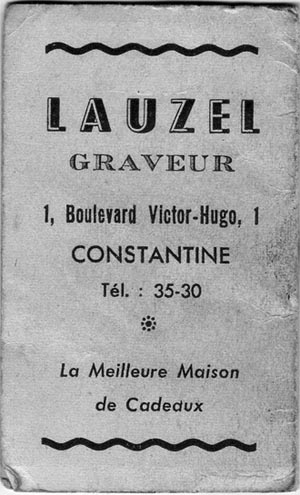 LAUZEL
GRAVEUR
1, Boulevard Victor-Hugo, 1
CONSTANTINE
Tél. : 35-30
La Meilleure Maison
de Cadeaux